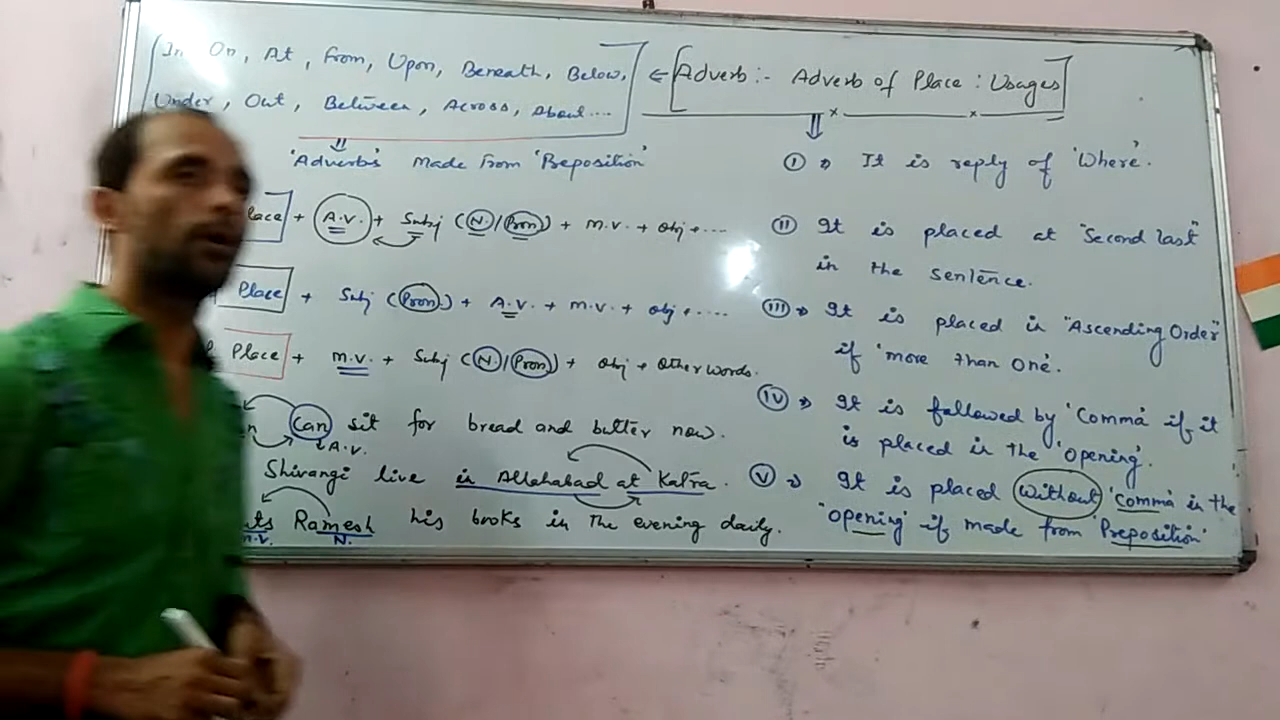 In, On, At, From, Upon, Beneath, Below,
Under, Out, Between, Across, About....
'Adverbs' Made From 'Preposition'
lace + A.V. + Subj (N./Pron) + m.v. + Obj + ....
Place + Subj (Pron) + A.V. + m.v. + obj + ....
Place + m.v. + Subj (N/Pron) + Obj + Other words.
Can sit for bread and butter now.
A.V.
Shivangi live in Allahabad at Katra.
Ramesh his books in the evening daily.
m.v. N.
← Adverb :- Adverb of Place : Usages
I ⇒ It is reply of 'Where'.
II It is placed at "Second last"
in the sentence.
III ⇒ It is placed in "Ascending Order"
if 'more than one'.
IV ⇒ It is followed by 'Comma' if it
is placed in the 'Opening'.
V ⇒ It is placed Without 'Comma' in the
'Opening' if made from 'Preposition'